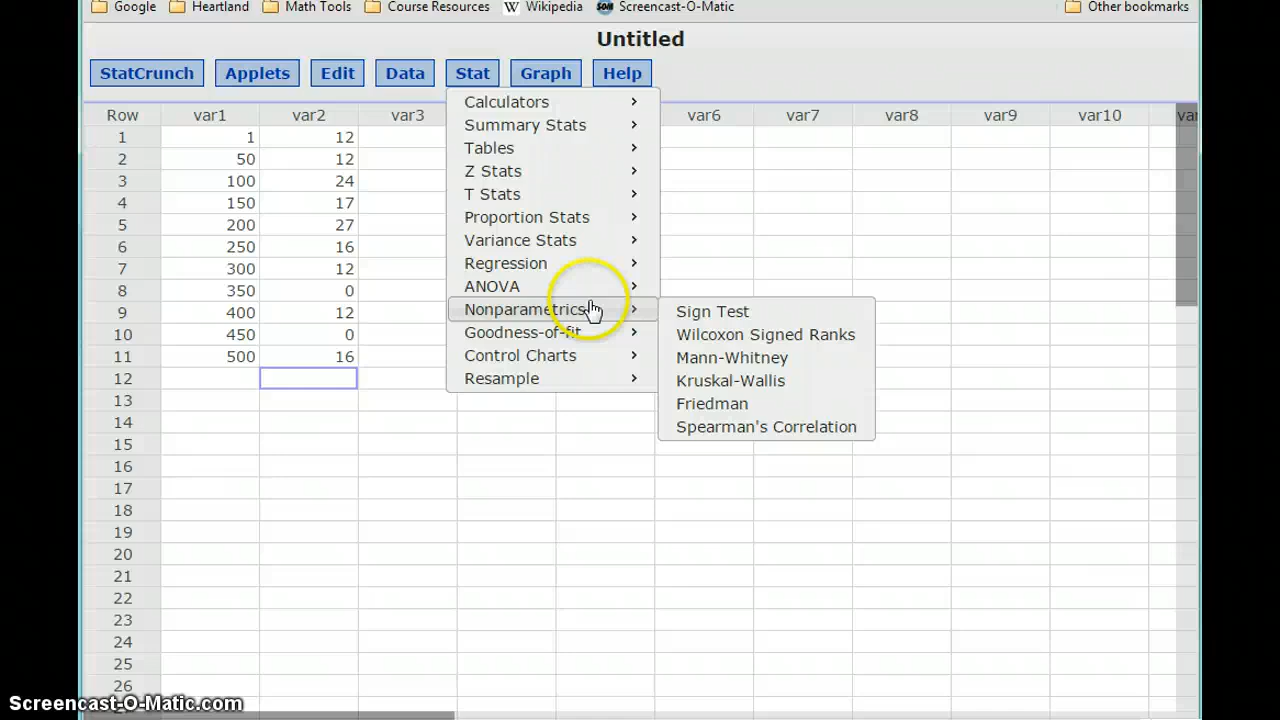 Google Heartland Math Tools Course Resources W Wikipedia SOM Screencast-O-Matic Other bookmarks
Untitled
StatCrunch Applets Edit Data Stat Graph Help
Row var1 var2 var3 var6 var7 var8 var9 var10 va
1 1 12
2 50 12
3 100 24
4 150 17
5 200 27
6 250 16
7 300 12
8 350 0
9 400 12
10 450 0
11 500 16
12
13
14
15
16
17
18
19
20
21
22
23
24
25
26
Calculators
Summary Stats
Tables
Z Stats
T Stats
Proportion Stats
Variance Stats
Regression
ANOVA
Nonparametrics
Goodness-of-fit
Control Charts
Resample
Sign Test
Wilcoxon Signed Ranks
Mann-Whitney
Kruskal-Wallis
Friedman
Spearman's Correlation
Screencast-O-Matic.com